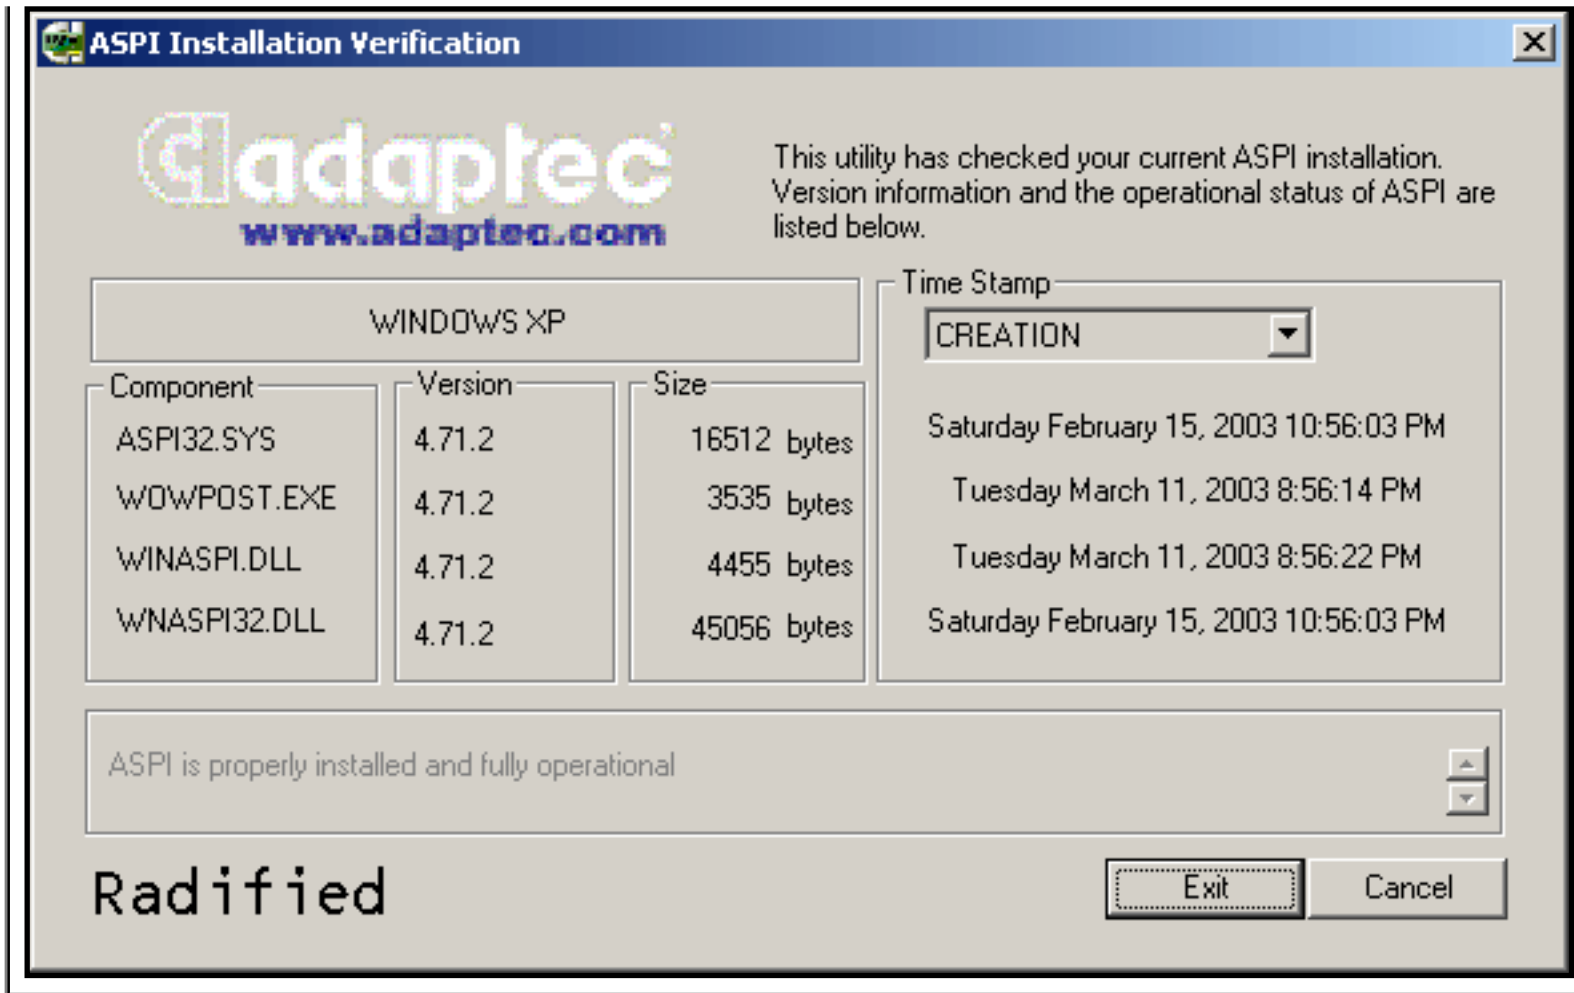 ASPI Installation Verification
adaptec
www.adaptec.com
This utility has checked your current ASPI installation.
Version information and the operational status of ASPI are
listed below.
WINDOWS XP
Time Stamp
CREATION
Component Version Size
ASPI32.SYS 4.71.2 16512 bytes Saturday February 15, 2003 10:56:03 PM
WOWPOST.EXE 4.71.2 3535 bytes Tuesday March 11, 2003 8:56:14 PM
WINASPI.DLL 4.71.2 4455 bytes Tuesday March 11, 2003 8:56:22 PM
WNASPI32.DLL 4.71.2 45056 bytes Saturday February 15, 2003 10:56:03 PM
ASPI is properly installed and fully operational
Radified
Exit Cancel